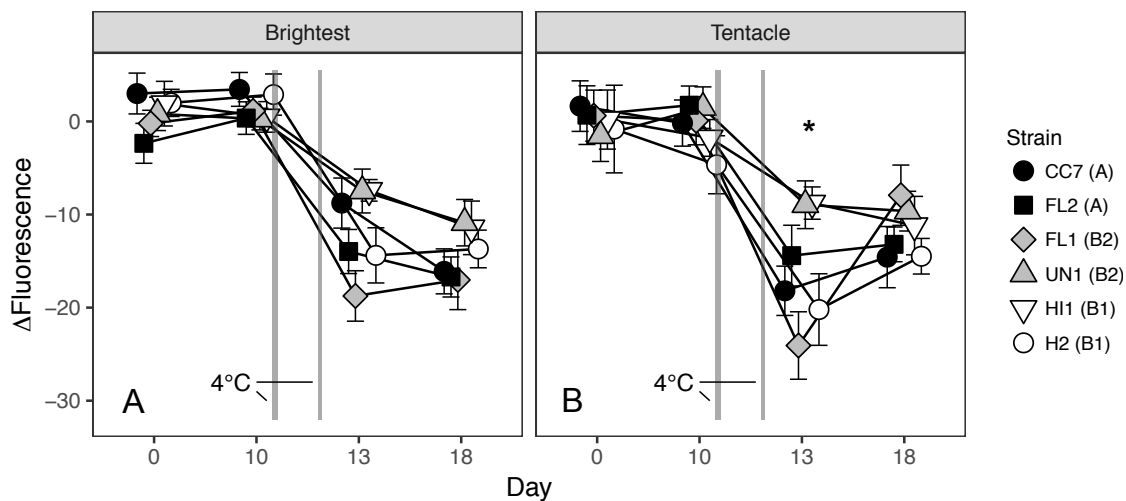 Brightest
Tentacle
ΔFluorescence
0
−10
−20
−30
A
4°C
B
4°C
*
0
10
13
18
0
10
13
18
Day
Strain
CC7 (A)
FL2 (A)
FL1 (B2)
UN1 (B2)
HI1 (B1)
H2 (B1)